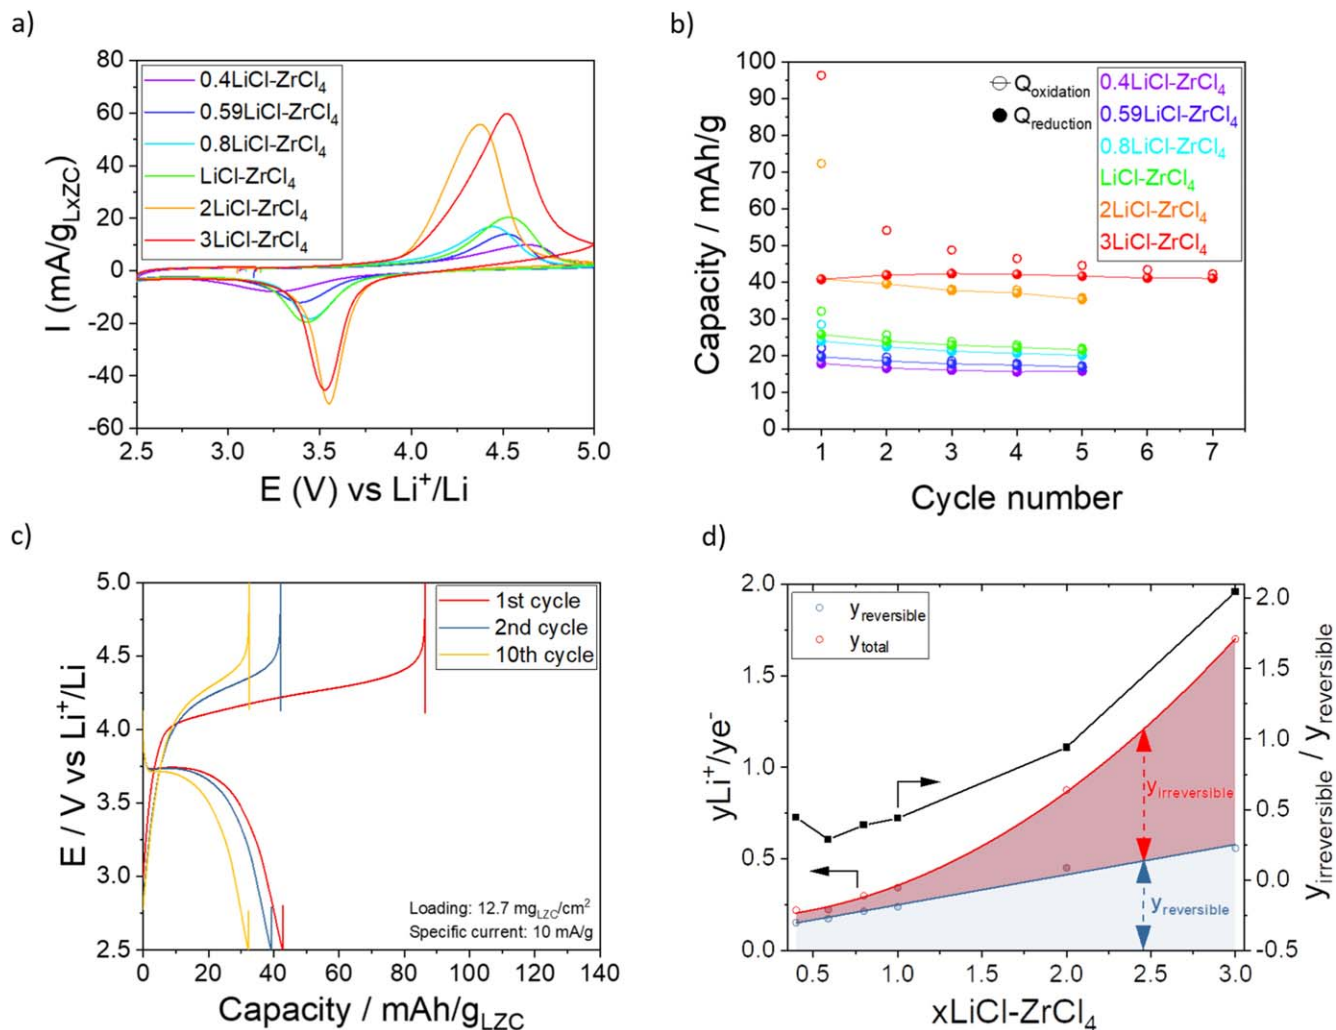 a)
80
60
40
20
0
-20
-40
-60
2.5 3.0 3.5 4.0 4.5 5.0
I (mA/g_LxZC)
E (V) vs Li⁺/Li
0.4LiCl-ZrCl₄
0.59LiCl-ZrCl₄
0.8LiCl-ZrCl₄
LiCl-ZrCl₄
2LiCl-ZrCl₄
3LiCl-ZrCl₄
b)
100
90
80
70
60
50
40
30
20
10
0
1 2 3 4 5 6 7
Capacity / mAh/g
Cycle number
Q_oxidation
Q_reduction
0.4LiCl-ZrCl₄
0.59LiCl-ZrCl₄
0.8LiCl-ZrCl₄
LiCl-ZrCl₄
2LiCl-ZrCl₄
3LiCl-ZrCl₄
c)
5.0
4.5
4.0
3.5
3.0
2.5
0 20 40 60 80 100 120 140
E / V vs Li⁺/Li
Capacity / mAh/g_LZC
1st cycle
2nd cycle
10th cycle
Loading: 12.7 mg_LZC/cm²
Specific current: 10 mA/g
d)
2.0
1.5
1.0
0.5
0.0
0.5 1.0 1.5 2.0 2.5 3.0
yLi⁺/ye⁻
xLiCl-ZrCl₄
y_reversible
y_total
y_irreversible
y_reversible
2.0
1.5
1.0
0.5
0.0
-0.5
y_irreversible / y_reversible